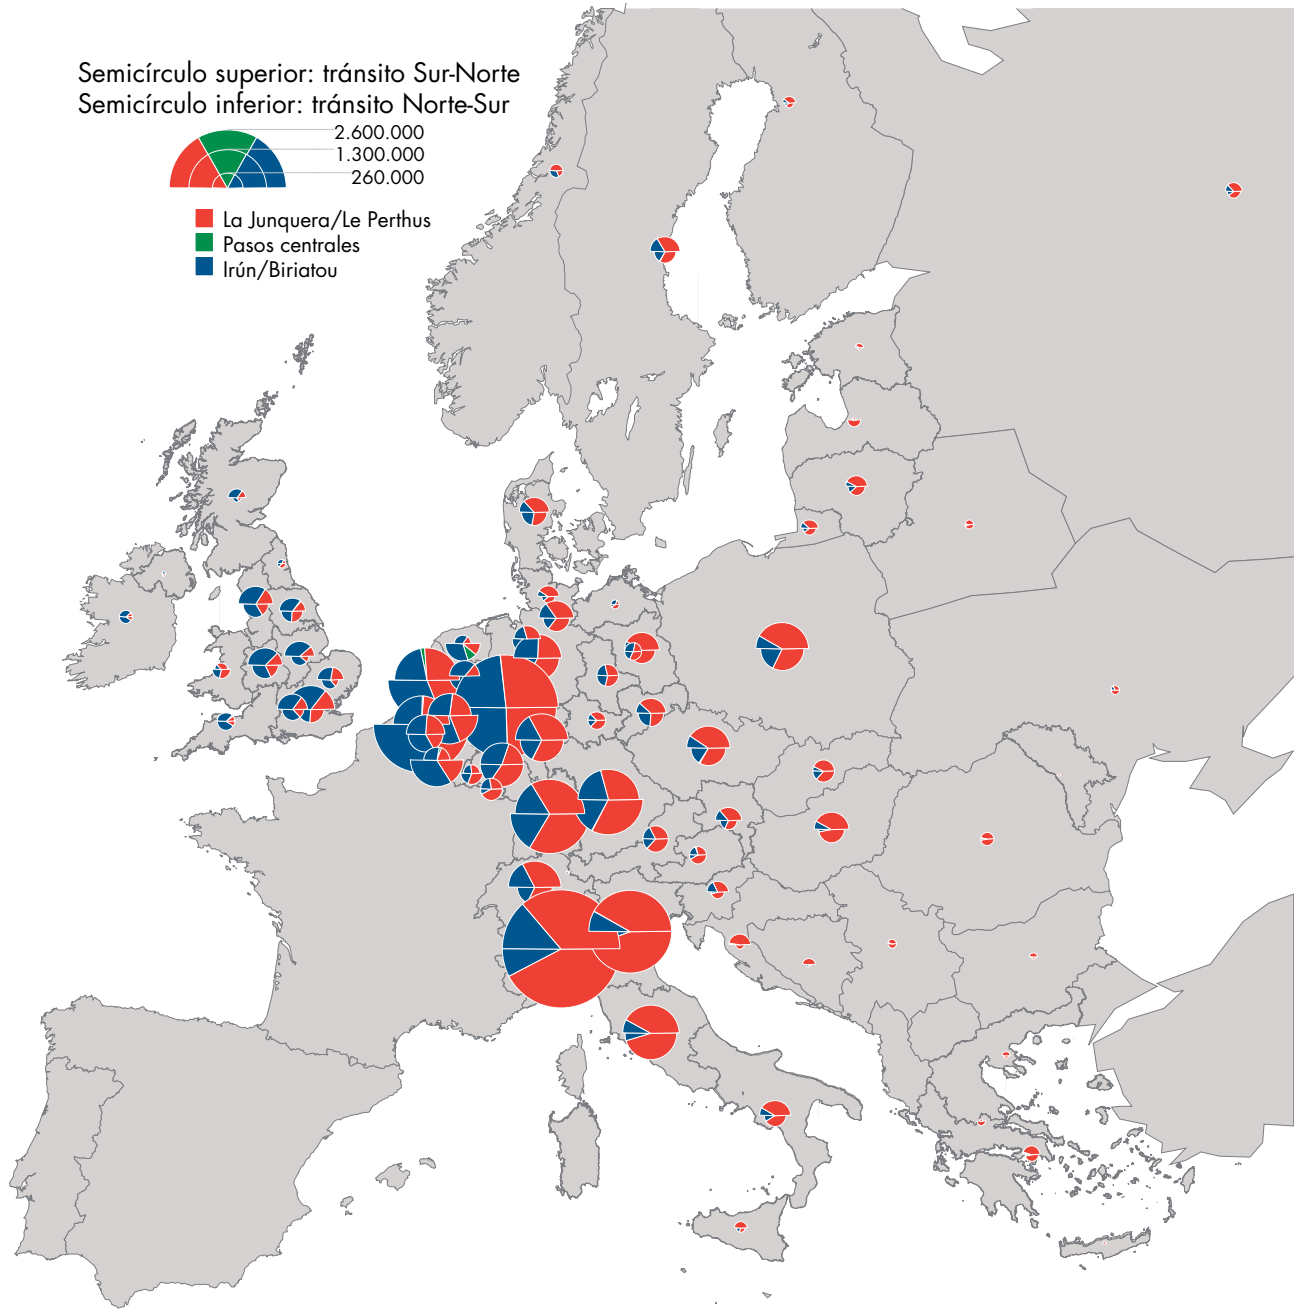 Semicírculo superior: tránsito Sur-Norte
Semicírculo inferior: tránsito Norte-Sur
2.600.000
1.300.000
260.000
La Junquera/Le Perthus
Pasos centrales
Irún/Biriatou